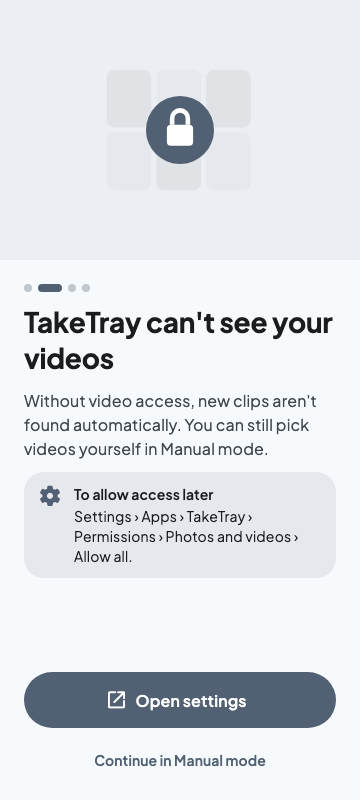 TakeTray can't see your
videos
Without video access, new clips aren't
found automatically. You can still pick
videos yourself in Manual mode.
To allow access later
Settings › Apps › TakeTray ›
Permissions › Photos and videos ›
Allow all.
Open settings
Continue in Manual mode